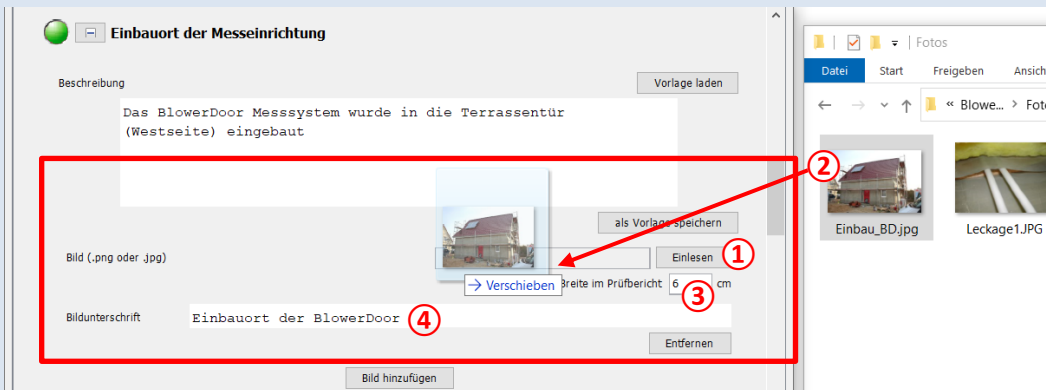 Einbauort der Messeinrichtung
Beschreibung
Vorlage laden
Das BlowerDoor Messsystem wurde in die Terrassentür
(Westseite) eingebaut
als Vorlage speichern
Bild (.png oder .jpg)
Einlesen
1
2
→ Verschieben
Breite im Prüfbericht 6 cm
3
Bildunterschrift
Einbauort der BlowerDoor
4
Entfernen
Bild hinzufügen
Fotos
Datei Start Freigeben Ansich
« Blowe... > Fot
Einbau_BD.jpg
Leckage1.JPG